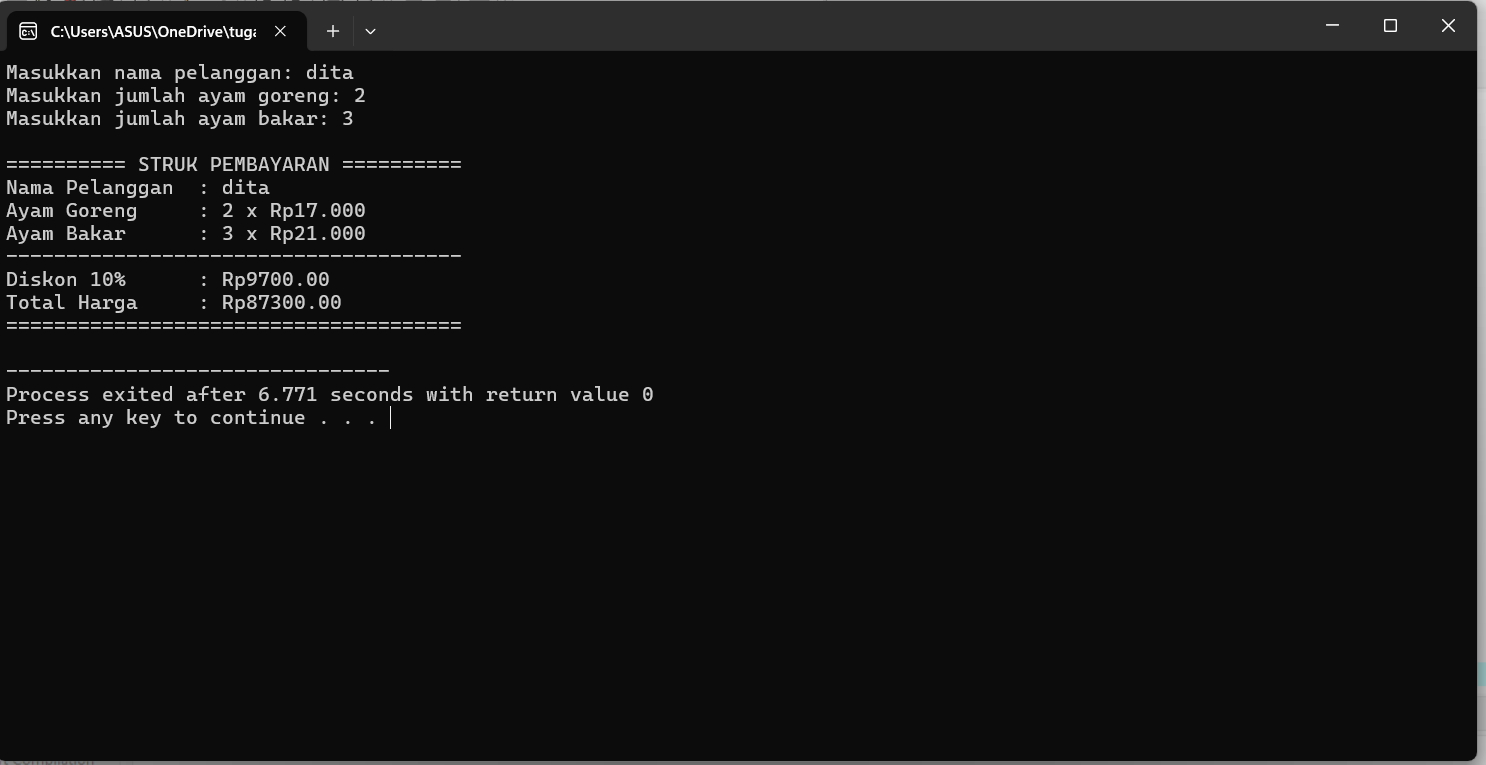 C:\Users\ASUS\OneDrive\tuga
Masukkan nama pelanggan: dita
Masukkan jumlah ayam goreng: 2
Masukkan jumlah ayam bakar: 3
========== STRUK PEMBAYARAN ==========
Nama Pelanggan  : dita
Ayam Goreng     : 2 x Rp17.000
Ayam Bakar      : 3 x Rp21.000
--------------------------------------
Diskon 10%      : Rp9700.00
Total Harga     : Rp87300.00
======================================
--------------------------------
Process exited after 6.771 seconds with return value 0
Press any key to continue . . .